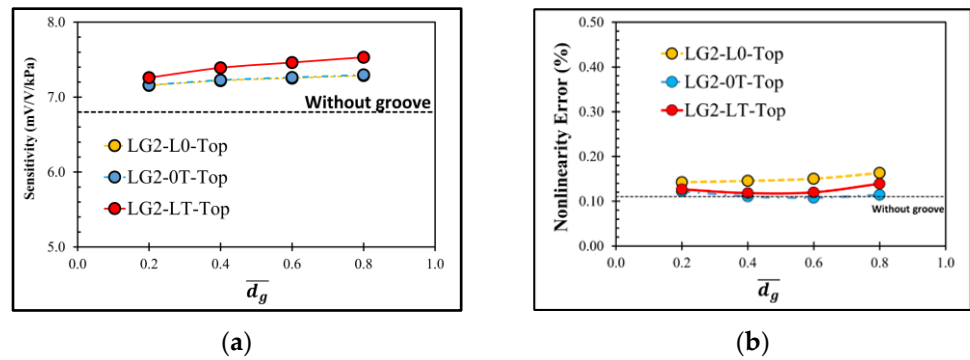 8.0
7.0
6.0
5.0
Sensitivity (mV/V/kPa)
Without groove
LG2-L0-Top
LG2-0T-Top
LG2-LT-Top
0.0 0.2 0.4 0.6 0.8 1.0
d_g
(a)
0.50
0.40
0.30
0.20
0.10
0.00
Nonlinearity Error (%)
LG2-L0-Top
LG2-0T-Top
LG2-LT-Top
Without groove
0.0 0.2 0.4 0.6 0.8 1.0
d_g
(b)